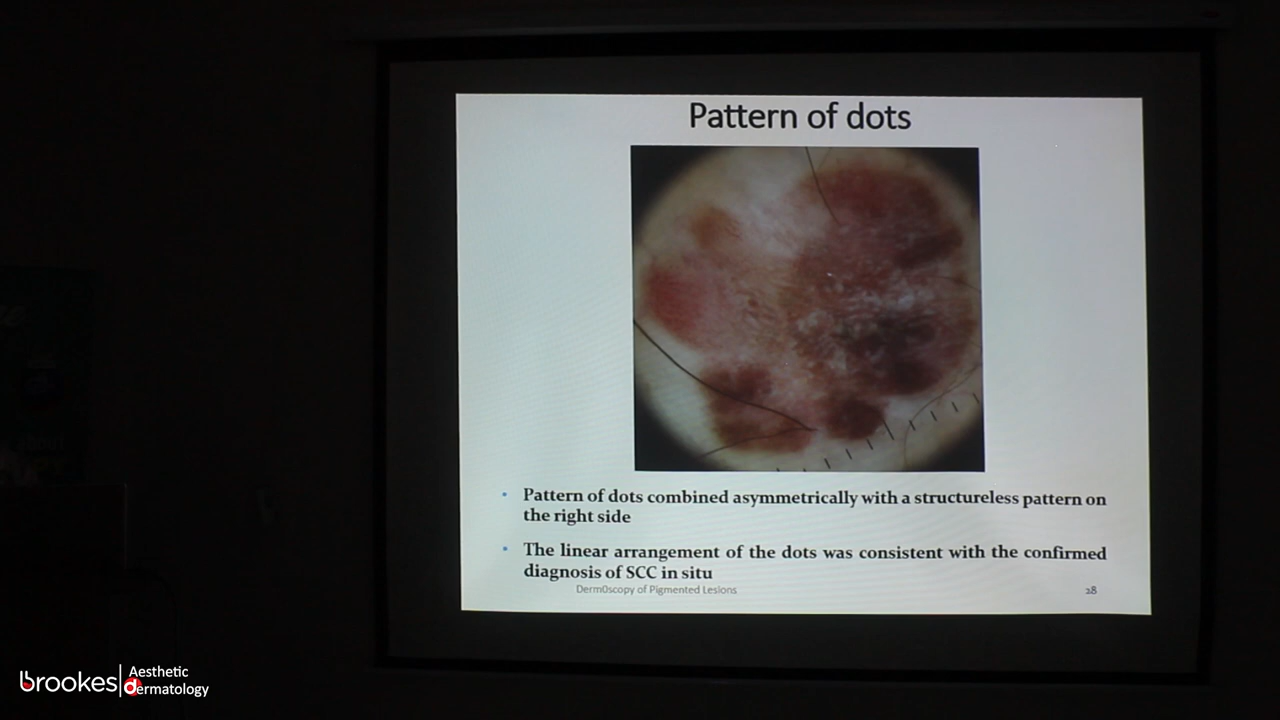 Pattern of dots
• Pattern of dots combined asymmetrically with a structureless pattern on
the right side
• The linear arrangement of the dots was consistent with the confirmed
diagnosis of SCC in situ
Derm0scopy of Pigmented Lesions
28
brookes Aesthetic
dermatology